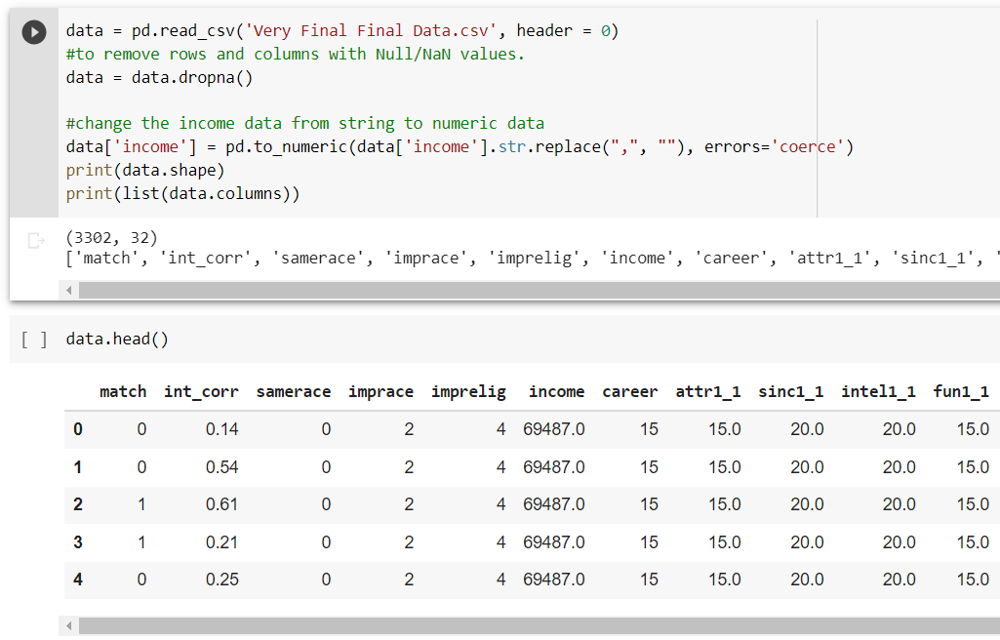 data = pd.read_csv('Very Final Final Data.csv', header = 0)
#to remove rows and columns with Null/NaN values.
data = data.dropna()
#change the income data from string to numeric data
data['income'] = pd.to_numeric(data['income'].str.replace(",", ""), errors='coerce')
print(data.shape)
print(list(data.columns))
(3302, 32)
['match', 'int_corr', 'samerace', 'imprace', 'imprelig', 'income', 'career', 'attr1_1', 'sinc1_1', '
[ ] data.head()
match int_corr samerace imprace imprelig income career attr1_1 sinc1_1 intel1_1 fun1_1
0 0 0.14 0 2 4 69487.0 15 15.0 20.0 20.0 15.0
1 0 0.54 0 2 4 69487.0 15 15.0 20.0 20.0 15.0
2 1 0.61 0 2 4 69487.0 15 15.0 20.0 20.0 15.0
3 1 0.21 0 2 4 69487.0 15 15.0 20.0 20.0 15.0
4 0 0.25 0 2 4 69487.0 15 15.0 20.0 20.0 15.0